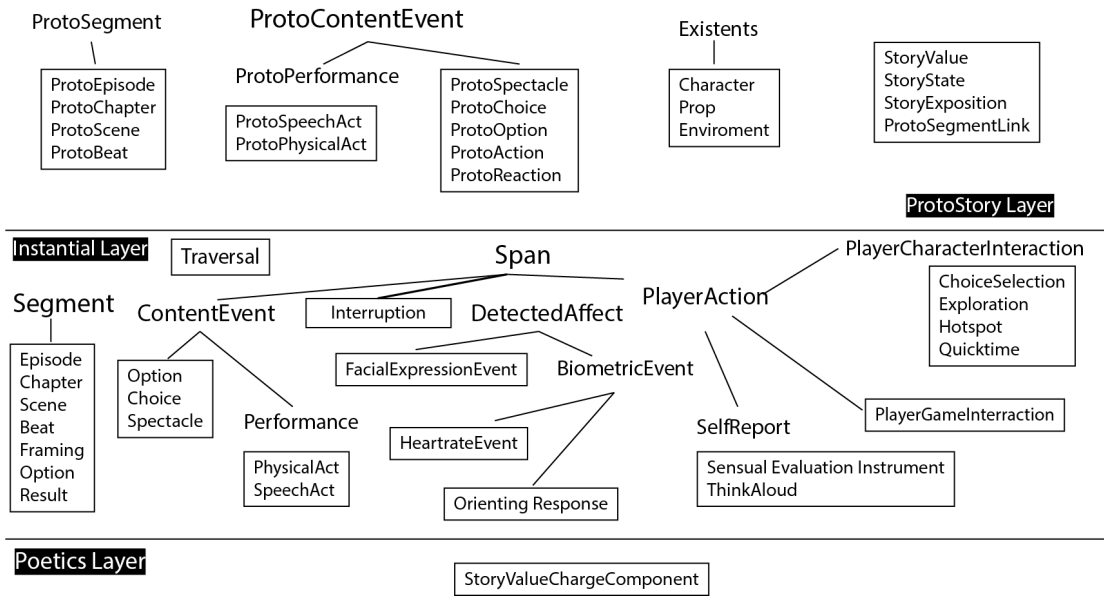 ProtoSegment
ProtoEpisode
ProtoChapter
ProtoScene
ProtoBeat
ProtoContentEvent
ProtoPerformance
ProtoSpeechAct
ProtoPhysicalAct
ProtoSpectacle
ProtoChoice
ProtoOption
ProtoAction
ProtoReaction
Existents
Character
Prop
Enviroment
StoryValue
StoryState
StoryExposition
ProtoSegmentLink
ProtoStory Layer
Instantial Layer
Traversal
Segment
Episode
Chapter
Scene
Beat
Framing
Option
Result
Span
ContentEvent
Option
Choice
Spectacle
Performance
PhysicalAct
SpeechAct
Interruption
DetectedAffect
FacialExpressionEvent
BiometricEvent
HeartrateEvent
Orienting Response
PlayerAction
SelfReport
Sensual Evaluation Instrument
ThinkAloud
PlayerCharacterInteraction
ChoiceSelection
Exploration
Hotspot
Quicktime
PlayerGameInterraction
Poetics Layer
StoryValueChargeComponent